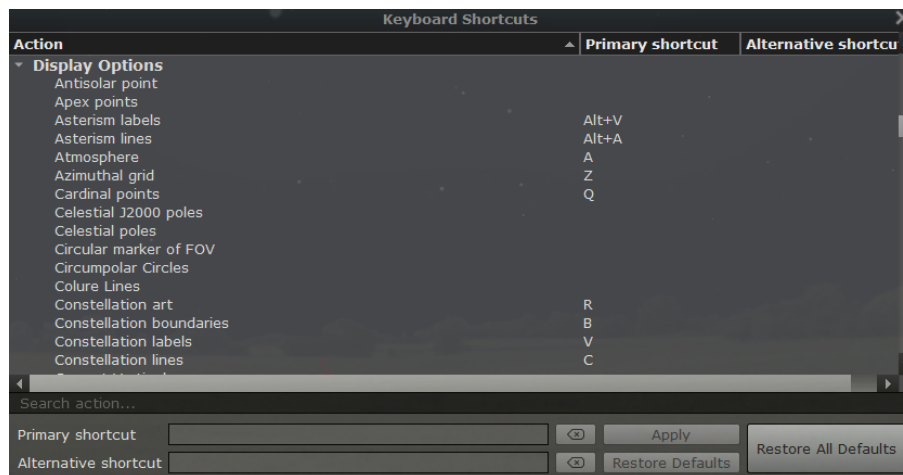 Keyboard Shortcuts
Action Primary shortcut Alternative shortcu
Display Options
Antisolar point
Apex points
Asterism labels Alt+V
Asterism lines Alt+A
Atmosphere A
Azimuthal grid Z
Cardinal points Q
Celestial J2000 poles
Celestial poles
Circular marker of FOV
Circumpolar Circles
Colure Lines
Constellation art R
Constellation boundaries B
Constellation labels V
Constellation lines C
Search action...
Primary shortcut Apply
Restore All Defaults
Alternative shortcut Restore Defaults